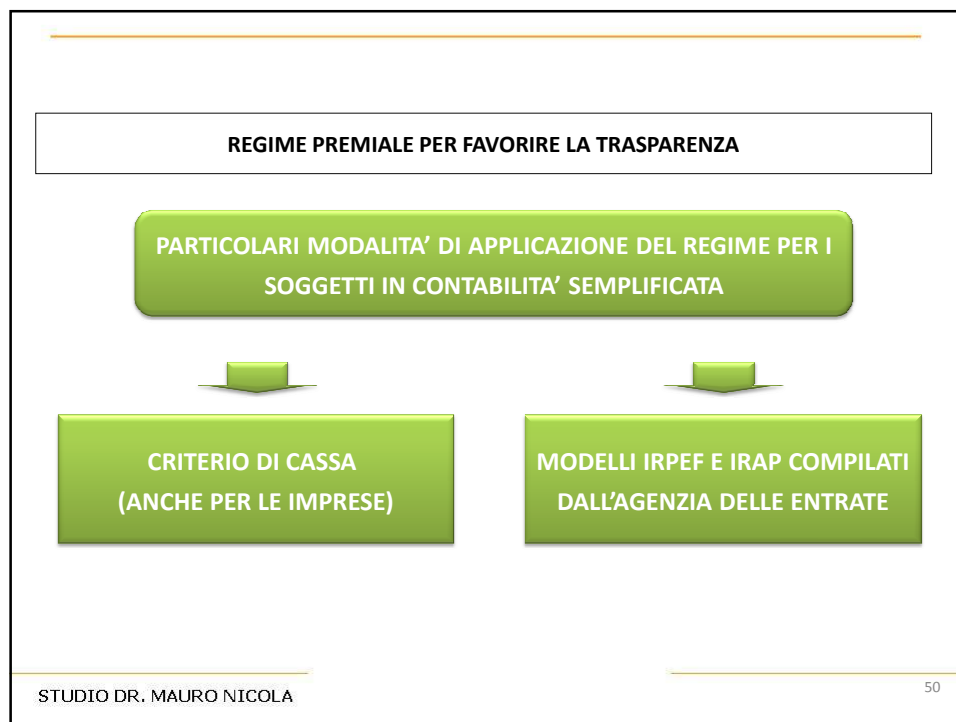 REGIME PREMIALE PER FAVORIRE LA TRASPARENZA
PARTICOLARI MODALITA’ DI APPLICAZIONE DEL REGIME PER I
SOGGETTI IN CONTABILITA’ SEMPLIFICATA
CRITERIO DI CASSA
(ANCHE PER LE IMPRESE)
MODELLI IRPEF E IRAP COMPILATI
DALL’AGENZIA DELLE ENTRATE
STUDIO DR. MAURO NICOLA
50